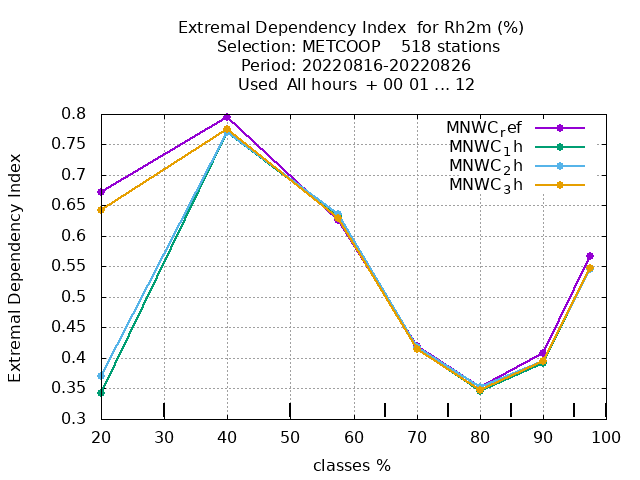 Extremal Dependency Index  for Rh2m (%)
Selection: METCOOP    518 stations
Period: 20220816-20220826
Used  All hours  + 00 01 ... 12
MNWC_ref
MNWC_1h
MNWC_2h
MNWC_3h
Extremal Dependency Index
0.8
0.75
0.7
0.65
0.6
0.55
0.5
0.45
0.4
0.35
0.3
20 30 40 50 60 70 80 90 100
classes %